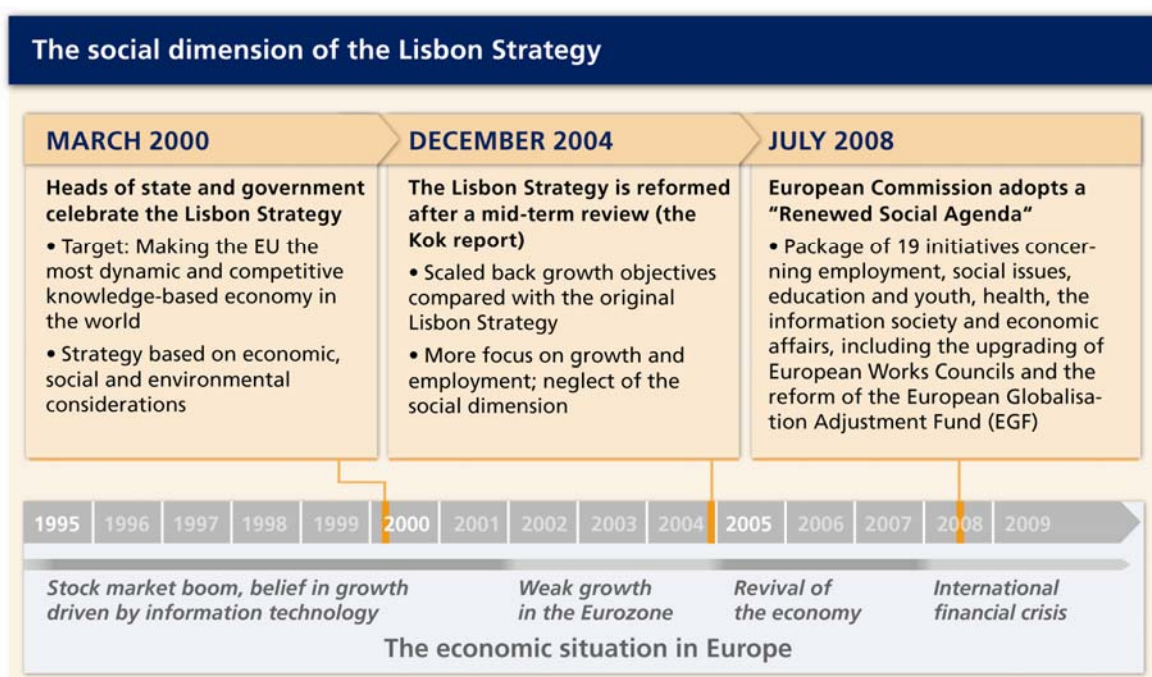 The social dimension of the Lisbon Strategy
MARCH 2000
Heads of state and government
celebrate the Lisbon Strategy
• Target: Making the EU the
most dynamic and competitive
knowledge-based economy in
the world
• Strategy based on economic,
social and environmental
considerations
DECEMBER 2004
The Lisbon Strategy is reformed
after a mid-term review (the
Kok report)
• Scaled back growth objectives
compared with the original
Lisbon Strategy
• More focus on growth and
employment; neglect of the
social dimension
JULY 2008
European Commission adopts a
“Renewed Social Agenda“
• Package of 19 initiatives concer-
ning employment, social issues,
education and youth, health, the
information society and economic
affairs, including the upgrading of
European Works Councils and the
reform of the European Globalisa-
tion Adjustment Fund (EGF)
1995 1996 1997 1998 1999 2000 2001 2002 2003 2004 2005 2006 2007 2008 2009
Stock market boom, belief in growth
driven by information technology
Weak growth
in the Eurozone
Revival of
the economy
International
financial crisis
The economic situation in Europe